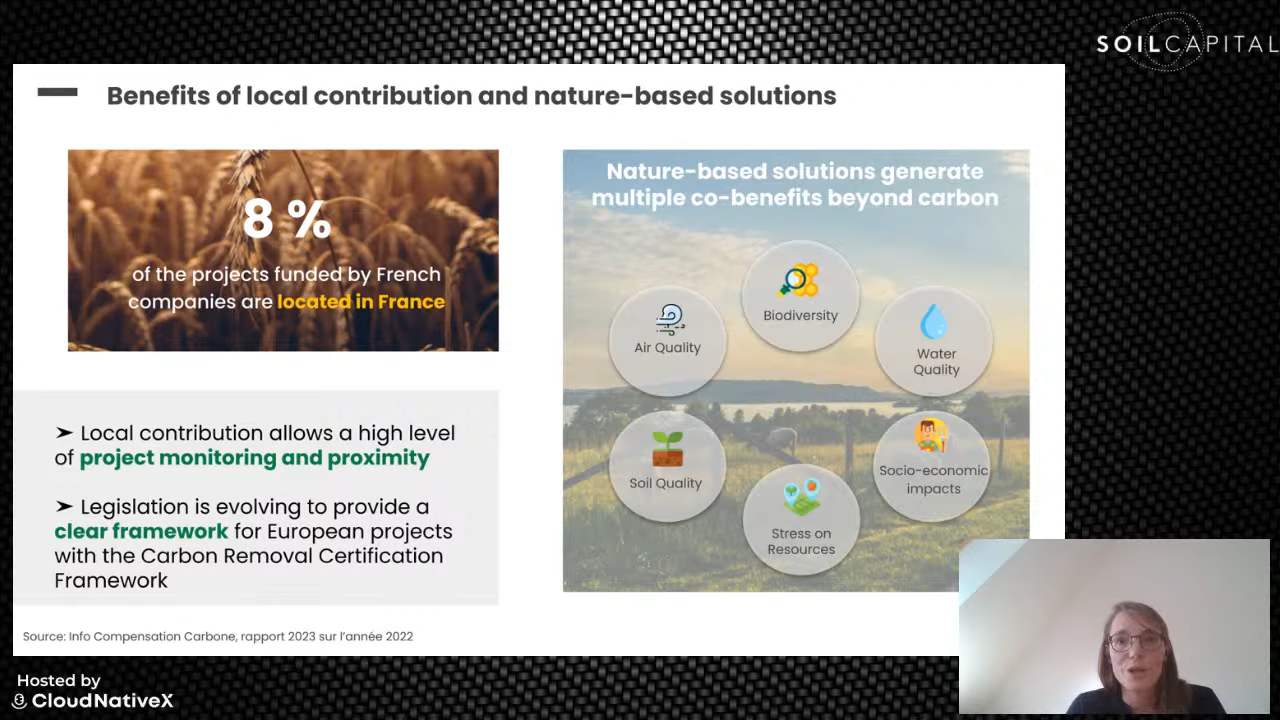 SOILCAPITAL
Benefits of local contribution and nature-based solutions
8 %
of the projects funded by French
companies are located in France
➤ Local contribution allows a high level
of project monitoring and proximity
➤ Legislation is evolving to provide a
clear framework for European projects
with the Carbon Removal Certification
Framework
Nature-based solutions generate
multiple co-benefits beyond carbon
Biodiversity
Air Quality
Water
Quality
Soil Quality
Socio-economic
impacts
Stress on
Resources
Source: Info Compensation Carbone, rapport 2023 sur l'année 2022
Hosted by
CloudNativeX